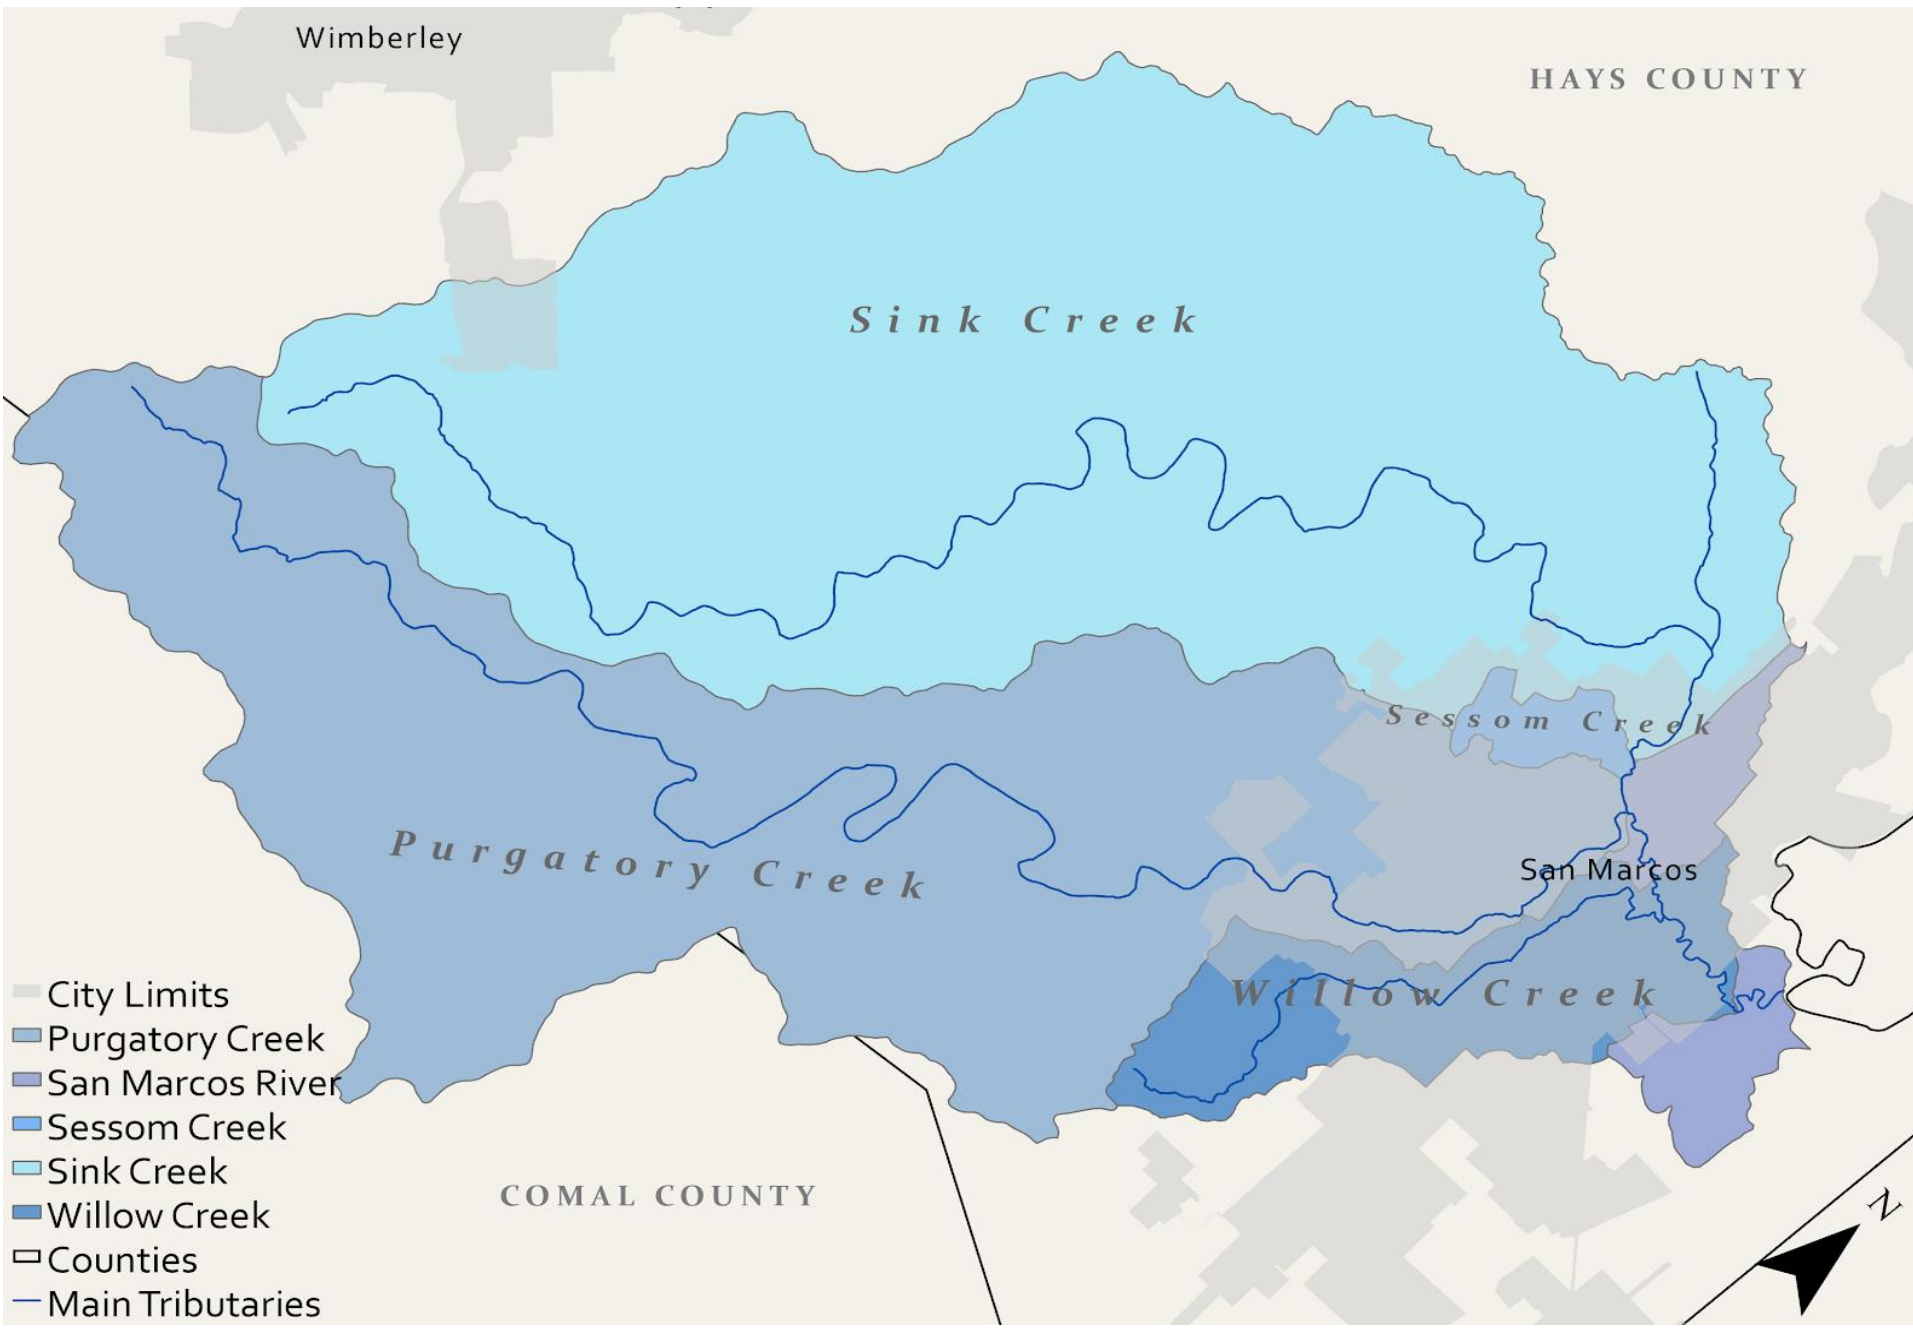 Wimberley
HAYS COUNTY
Sink Creek
Sessom Creek
Purgatory Creek
San Marcos
Willow Creek
City Limits
Purgatory Creek
San Marcos River
Sessom Creek
Sink Creek
Willow Creek
Counties
Main Tributaries
COMAL COUNTY
N